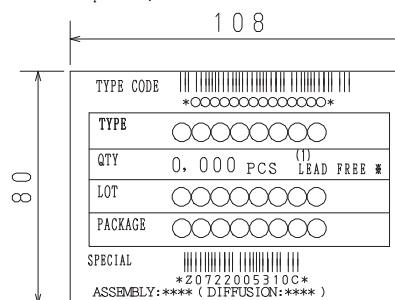 108
80
TYPE CODE
*○○○○○○○○○○○○○*
TYPE ○○○○○○○○
QTY 0,000 PCS (1) LEAD FREE *
LOT ○○○○○○○○
PACKAGE ○○○○○○○○
SPECIAL
*Z0722005310C*
ASSEMBLY:**** (DIFFUSION:****)